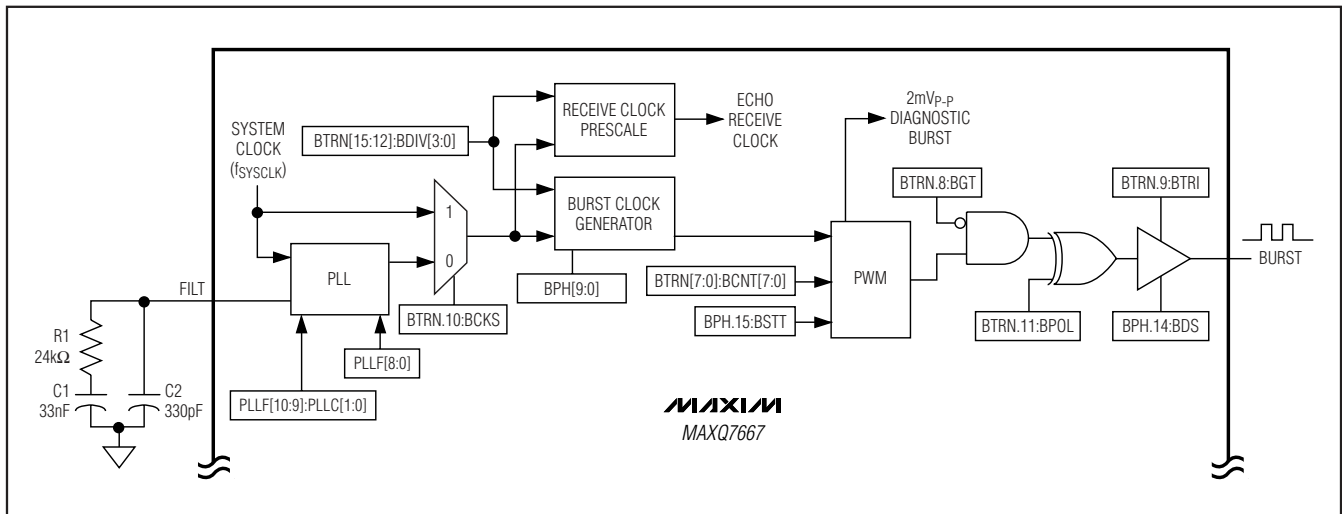 SYSTEM
CLOCK
(fSYSCLK)
BTRN[15:12]:BDIV[3:0]
RECEIVE CLOCK
PRESCALE
ECHO
RECEIVE
CLOCK
2mVP-P
DIAGNOSTIC
BURST
BTRN.8:BGT
BTRN.9:BTRI
1
0
BURST CLOCK
GENERATOR
PLL
PWM
BURST
FILT
BPH[9:0]
BTRN[7:0]:BCNT[7:0]
BTRN.10:BCKS
BPH.15:BSTT
BTRN.11:BPOL
BPH.14:BDS
R1
24kΩ
PLLF[8:0]
C1
33nF
C2
330pF
PLLF[10:9]:PLLC[1:0]
MAXIM
MAXQ7667